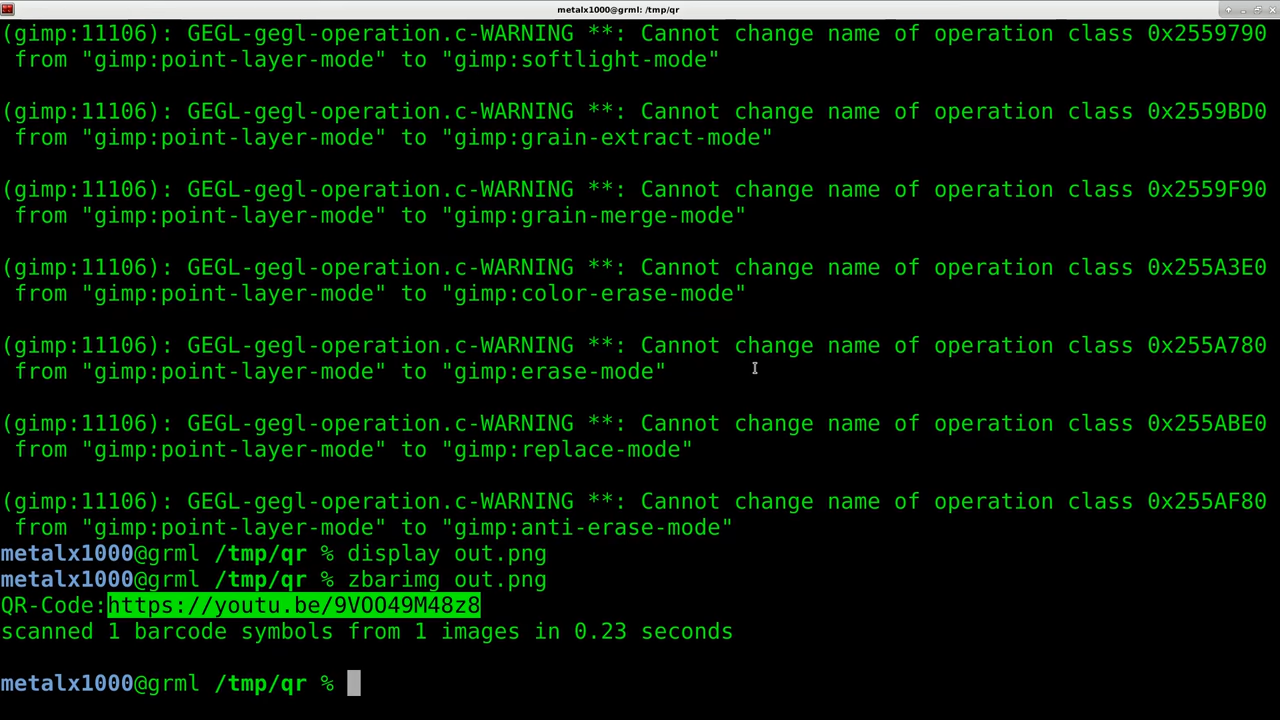 metalx1000@grml: /tmp/qr
(gimp:11106): GEGL-gegl-operation.c-WARNING **: Cannot change name of operation class 0x2559790
from "gimp:point-layer-mode" to "gimp:softlight-mode"
(gimp:11106): GEGL-gegl-operation.c-WARNING **: Cannot change name of operation class 0x2559BD0
from "gimp:point-layer-mode" to "gimp:grain-extract-mode"
(gimp:11106): GEGL-gegl-operation.c-WARNING **: Cannot change name of operation class 0x2559F90
from "gimp:point-layer-mode" to "gimp:grain-merge-mode"
(gimp:11106): GEGL-gegl-operation.c-WARNING **: Cannot change name of operation class 0x255A3E0
from "gimp:point-layer-mode" to "gimp:color-erase-mode"
(gimp:11106): GEGL-gegl-operation.c-WARNING **: Cannot change name of operation class 0x255A780
from "gimp:point-layer-mode" to "gimp:erase-mode"
(gimp:11106): GEGL-gegl-operation.c-WARNING **: Cannot change name of operation class 0x255ABE0
from "gimp:point-layer-mode" to "gimp:replace-mode"
(gimp:11106): GEGL-gegl-operation.c-WARNING **: Cannot change name of operation class 0x255AF80
from "gimp:point-layer-mode" to "gimp:anti-erase-mode"
metalx1000@grml /tmp/qr % display out.png
metalx1000@grml /tmp/qr % zbarimg out.png
QR-Code:https://youtu.be/9VOO49M48z8
scanned 1 barcode symbols from 1 images in 0.23 seconds
metalx1000@grml /tmp/qr %